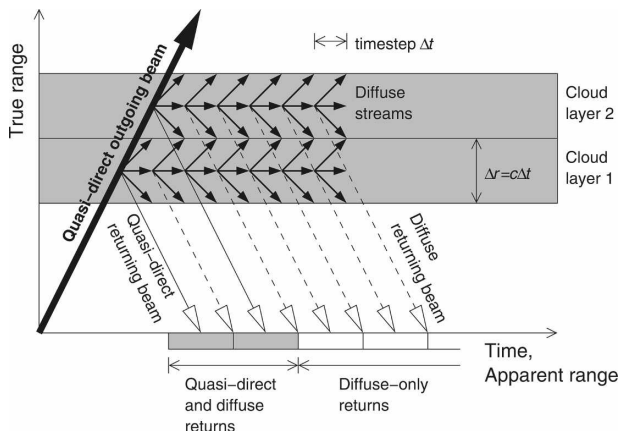 True range
Quasi−direct outgoing beam
timestep Δt
Diffuse
streams
Cloud
layer 2
Δr=cΔt
Cloud
layer 1
Quasi−direct
returning beam
Diffuse
returning beam
Time,
Apparent range
Quasi−direct
and diffuse
returns
Diffuse−only
returns